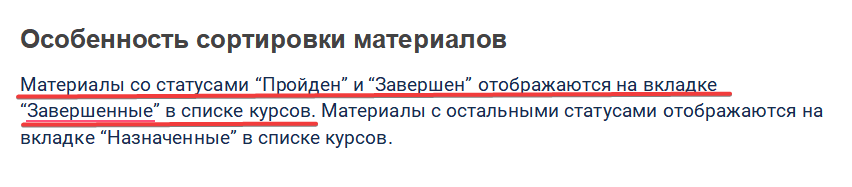 Особенность сортировки материалов
Материалы со статусами “Пройден” и “Завершен” отображаются на вкладке
“Завершенные” в списке курсов. Материалы с остальными статусами отображаются на
вкладке “Назначенные” в списке курсов.